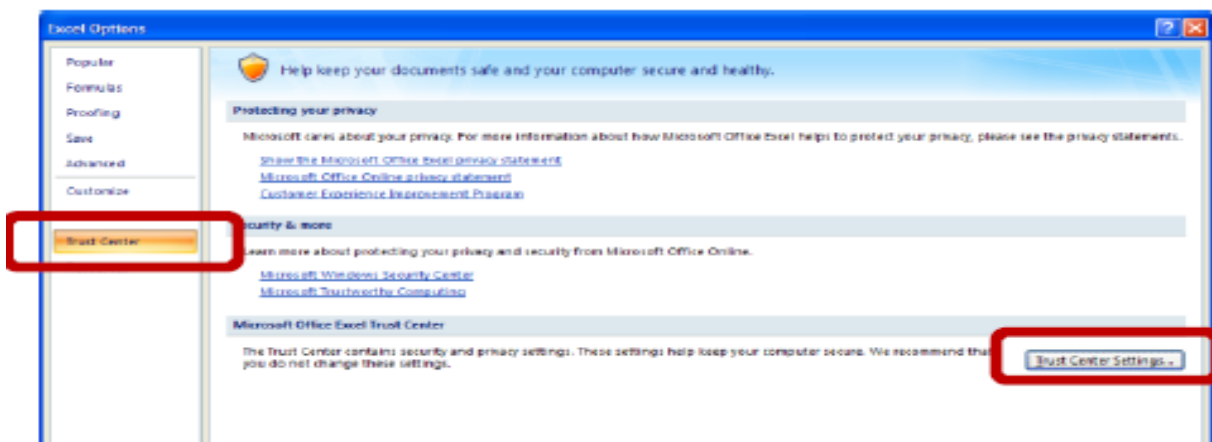 Excel Options
Popular
Formulas
Proofing
Save
Advanced
Customize
Trust Center
Help keep your documents safe and your computer secure and healthy.
Protecting your privacy
Microsoft cares about your privacy. For more information about how Microsoft Office Excel helps to protect your privacy, please see the privacy statements.
Show the Microsoft Office Excel privacy statement
Microsoft Office Online privacy statement
Customer Experience Improvement Program
ecurity & more
Learn more about protecting your privacy and security from Microsoft Office Online.
Microsoft Windows Security Center
Microsoft Trustworthy Computing
Microsoft Office Excel Trust Center
The Trust Center contains security and privacy settings. These settings help keep your computer secure. We recommend tha
you do not change these settings.
Trust Center Settings...